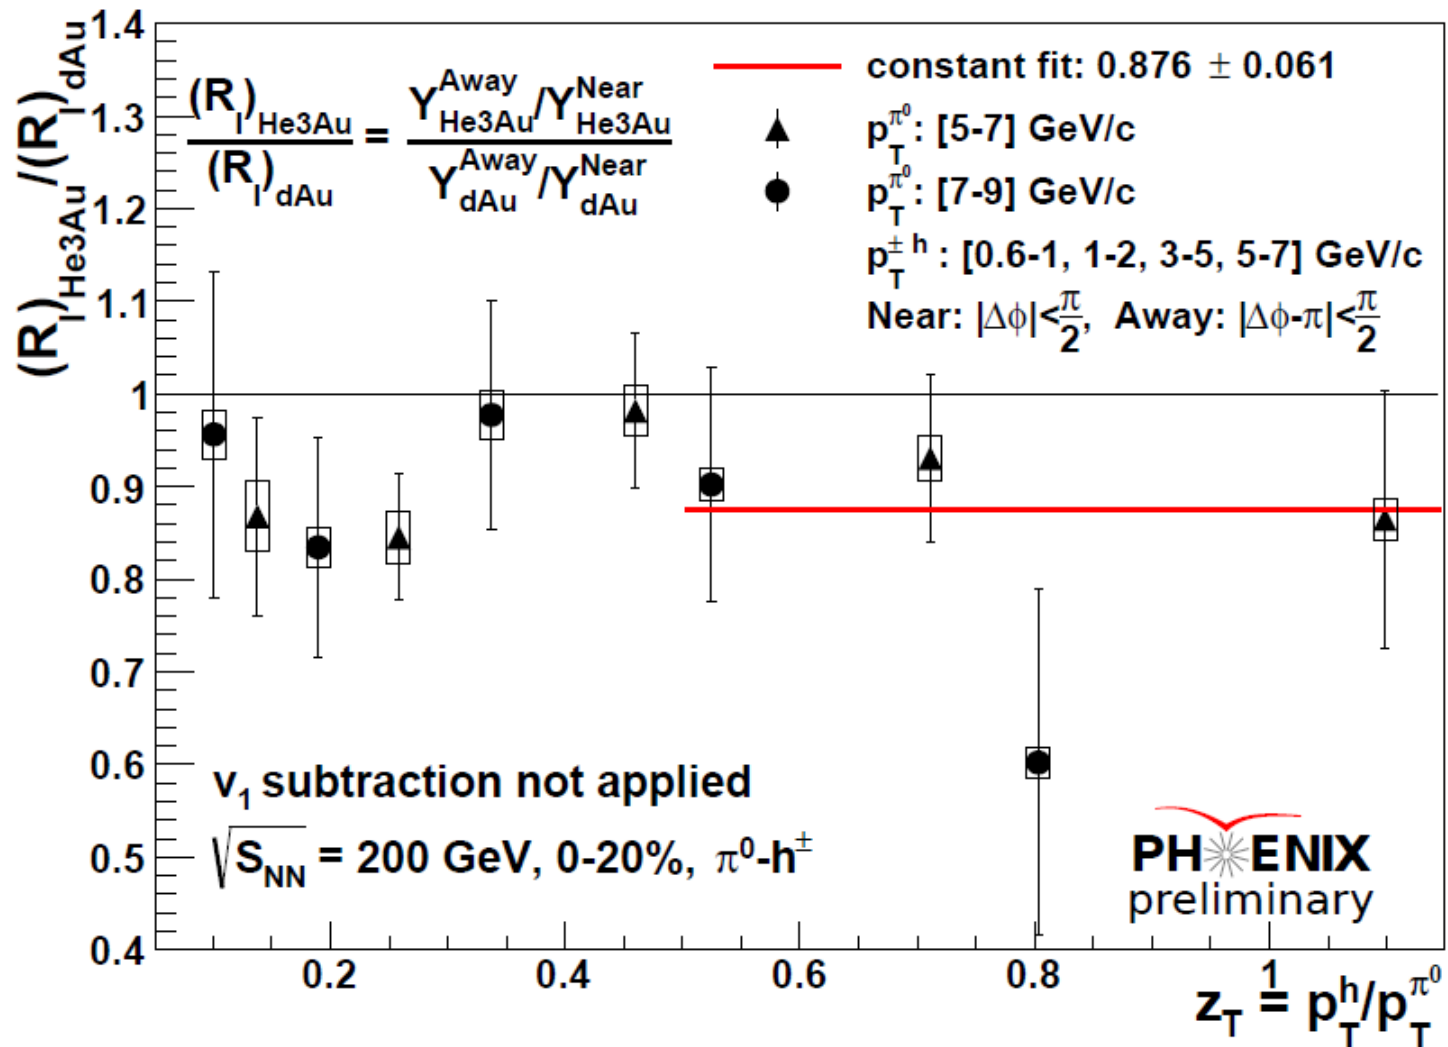 (R_I)_He3Au /(R_I)_dAu
1.4
1.3
1.2
1.1
1
0.9
0.8
0.7
0.6
0.5
0.4
(R_I)_He3Au / (R_I)_dAu = Y^Away_He3Au/Y^Near_He3Au / Y^Away_dAu/Y^Near_dAu
constant fit: 0.876 ± 0.061
p_T^π⁰: [5-7] GeV/c
p_T^π⁰: [7-9] GeV/c
p_T^± h : [0.6-1, 1-2, 3-5, 5-7] GeV/c
Near: |Δϕ|<π/2, Away: |Δϕ-π|<π/2
v₁ subtraction not applied
√S_NN = 200 GeV, 0-20%, π⁰-h^±
PHENIX
preliminary
0.2 0.4 0.6 0.8 1
z_T = p_T^h/p_T^π⁰